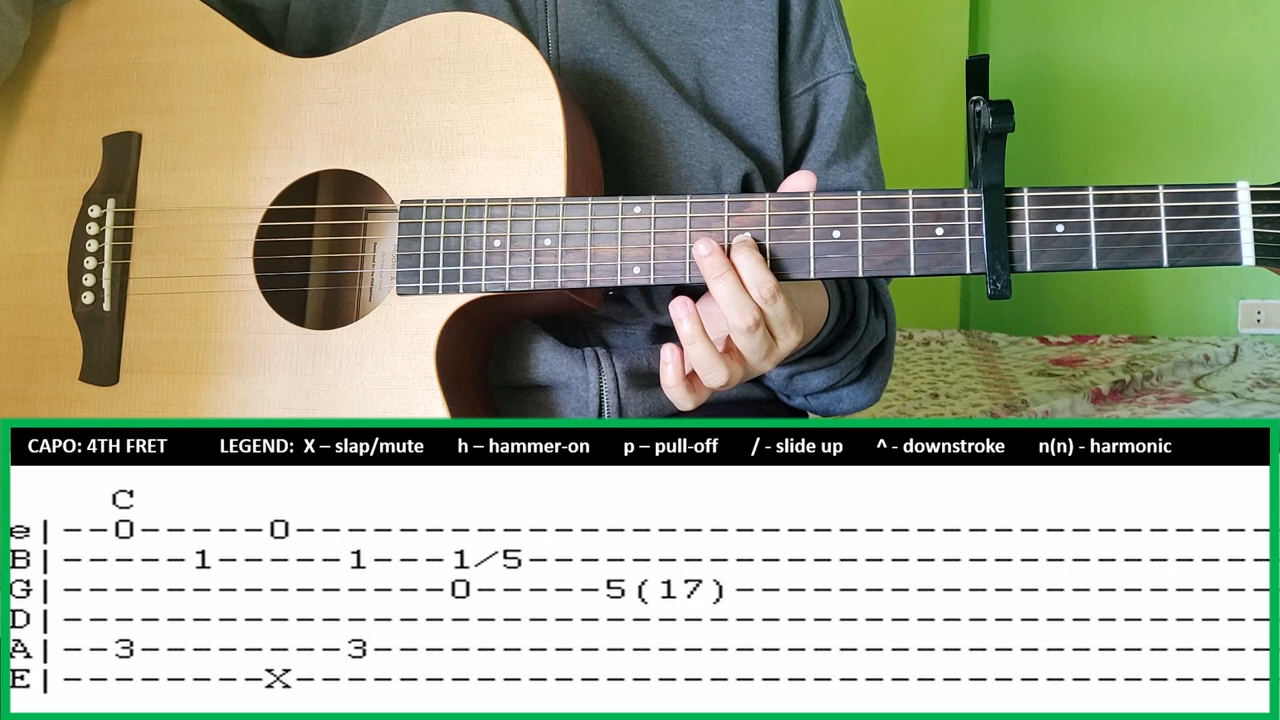 CAPO: 4TH FRET LEGEND: X – slap/mute h – hammer-on p – pull-off / - slide up ^ - downstroke n(n) - harmonic
C
e|--0-----0-------------------------------------
B|-----1-----1---1/5----------------------------
G|---------------0-----5(17)--------------------
D|----------------------------------------------
A|--3--------3----------------------------------
E|--------X-------------------------------------